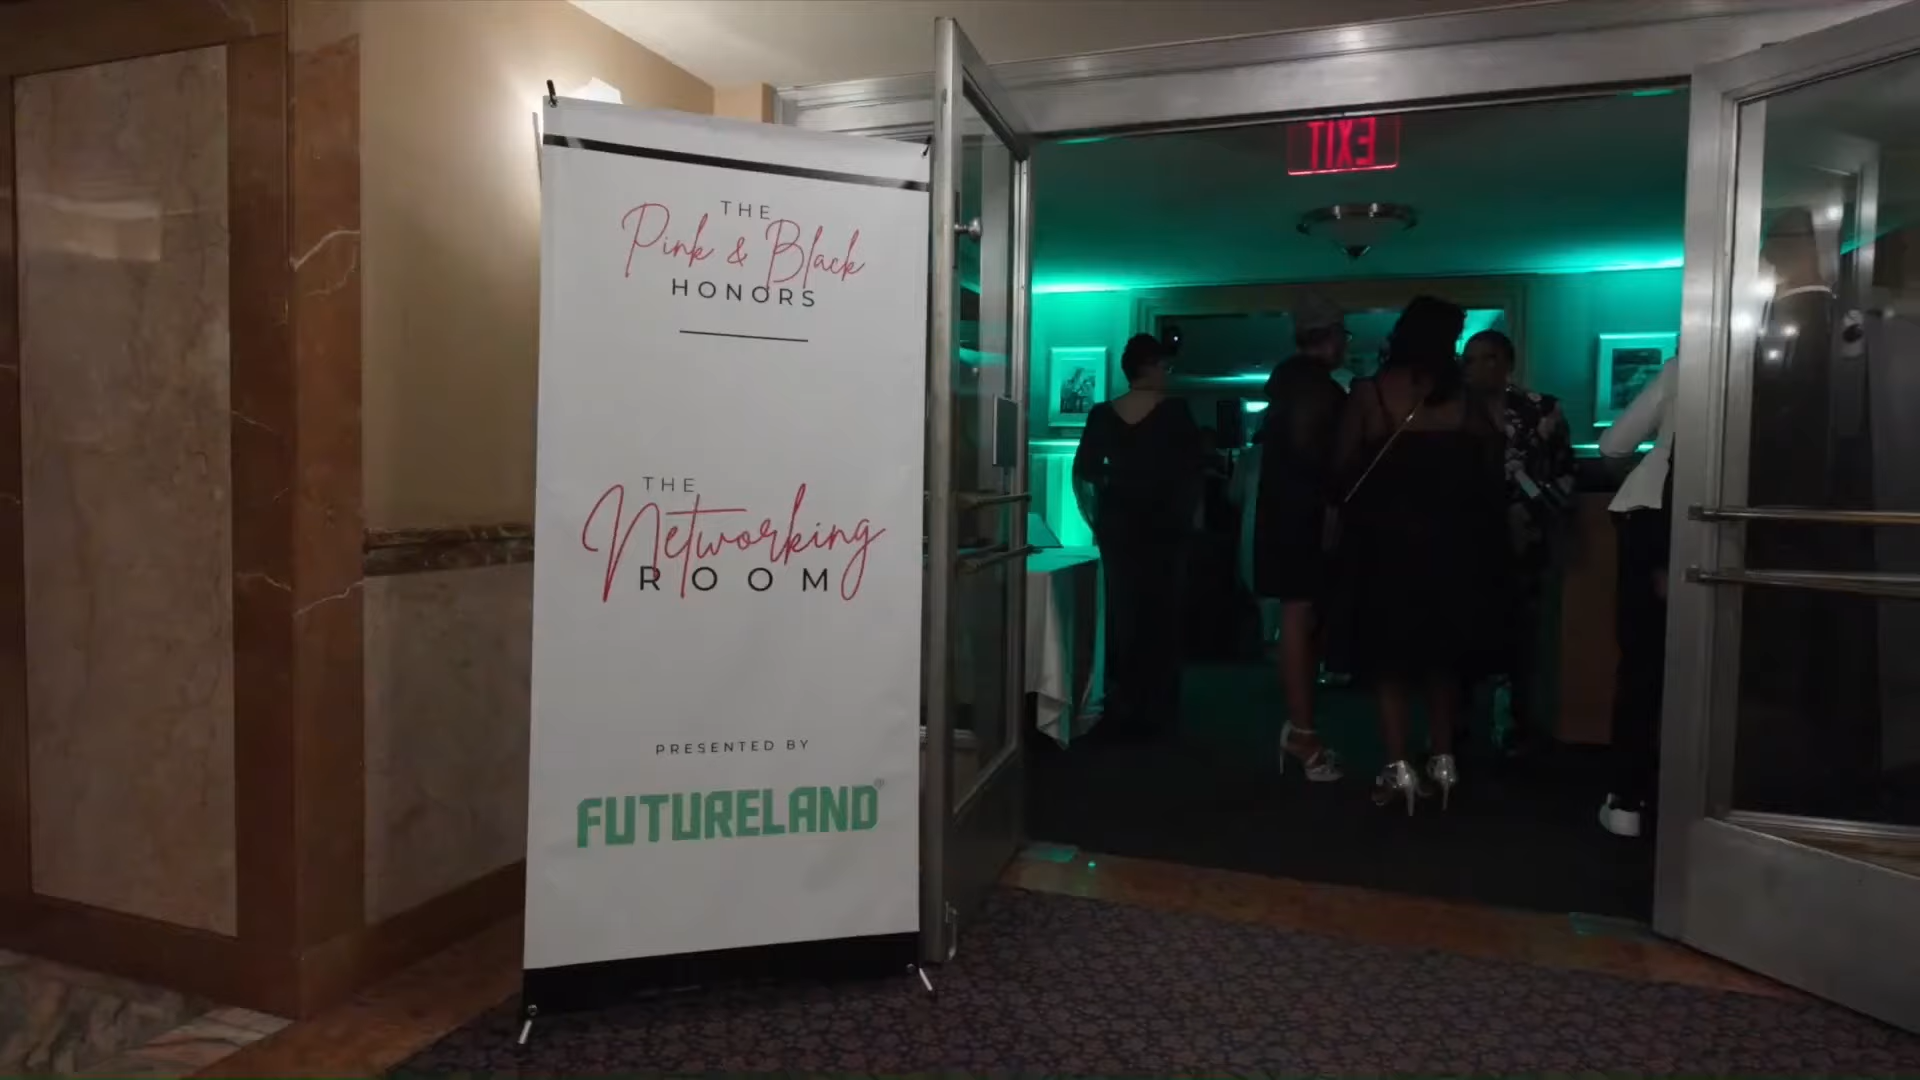 THE
Pink & Black
HONORS
THE
Networking
ROOM
PRESENTED BY
FUTURELAND®
EXIT